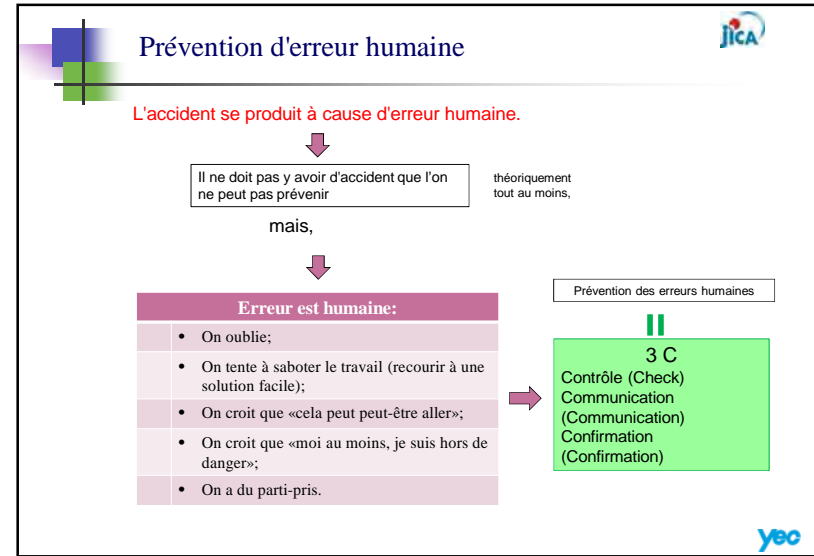 Prévention d'erreur humaine
jica
L'accident se produit à cause d'erreur humaine.
Il ne doit pas y avoir d'accident que l'on
ne peut pas prévenir
théoriquement
tout au moins,
mais,
Erreur est humaine:
• On oublie;
• On tente à saboter le travail (recourir à une
solution facile);
• On croit que «cela peut peut-être aller»;
• On croit que «moi au moins, je suis hors de
danger»;
• On a du parti-pris.
Prévention des erreurs humaines
3 C
Contrôle (Check)
Communication
(Communication)
Confirmation
(Confirmation)
yec